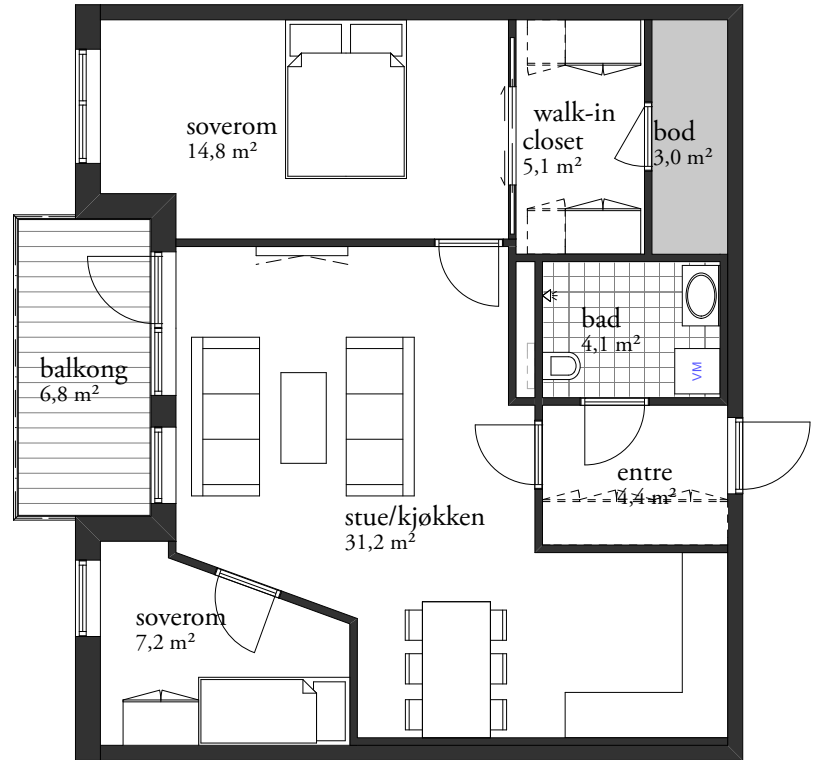 soverom
14,8 m²
walk-in
closet
5,1 m²
bod
3,0 m²
bad
4,1 m²
VM
balkong
6,8 m²
entre
4,4 m²
stue/kjøkken
31,2 m²
soverom
7,2 m²